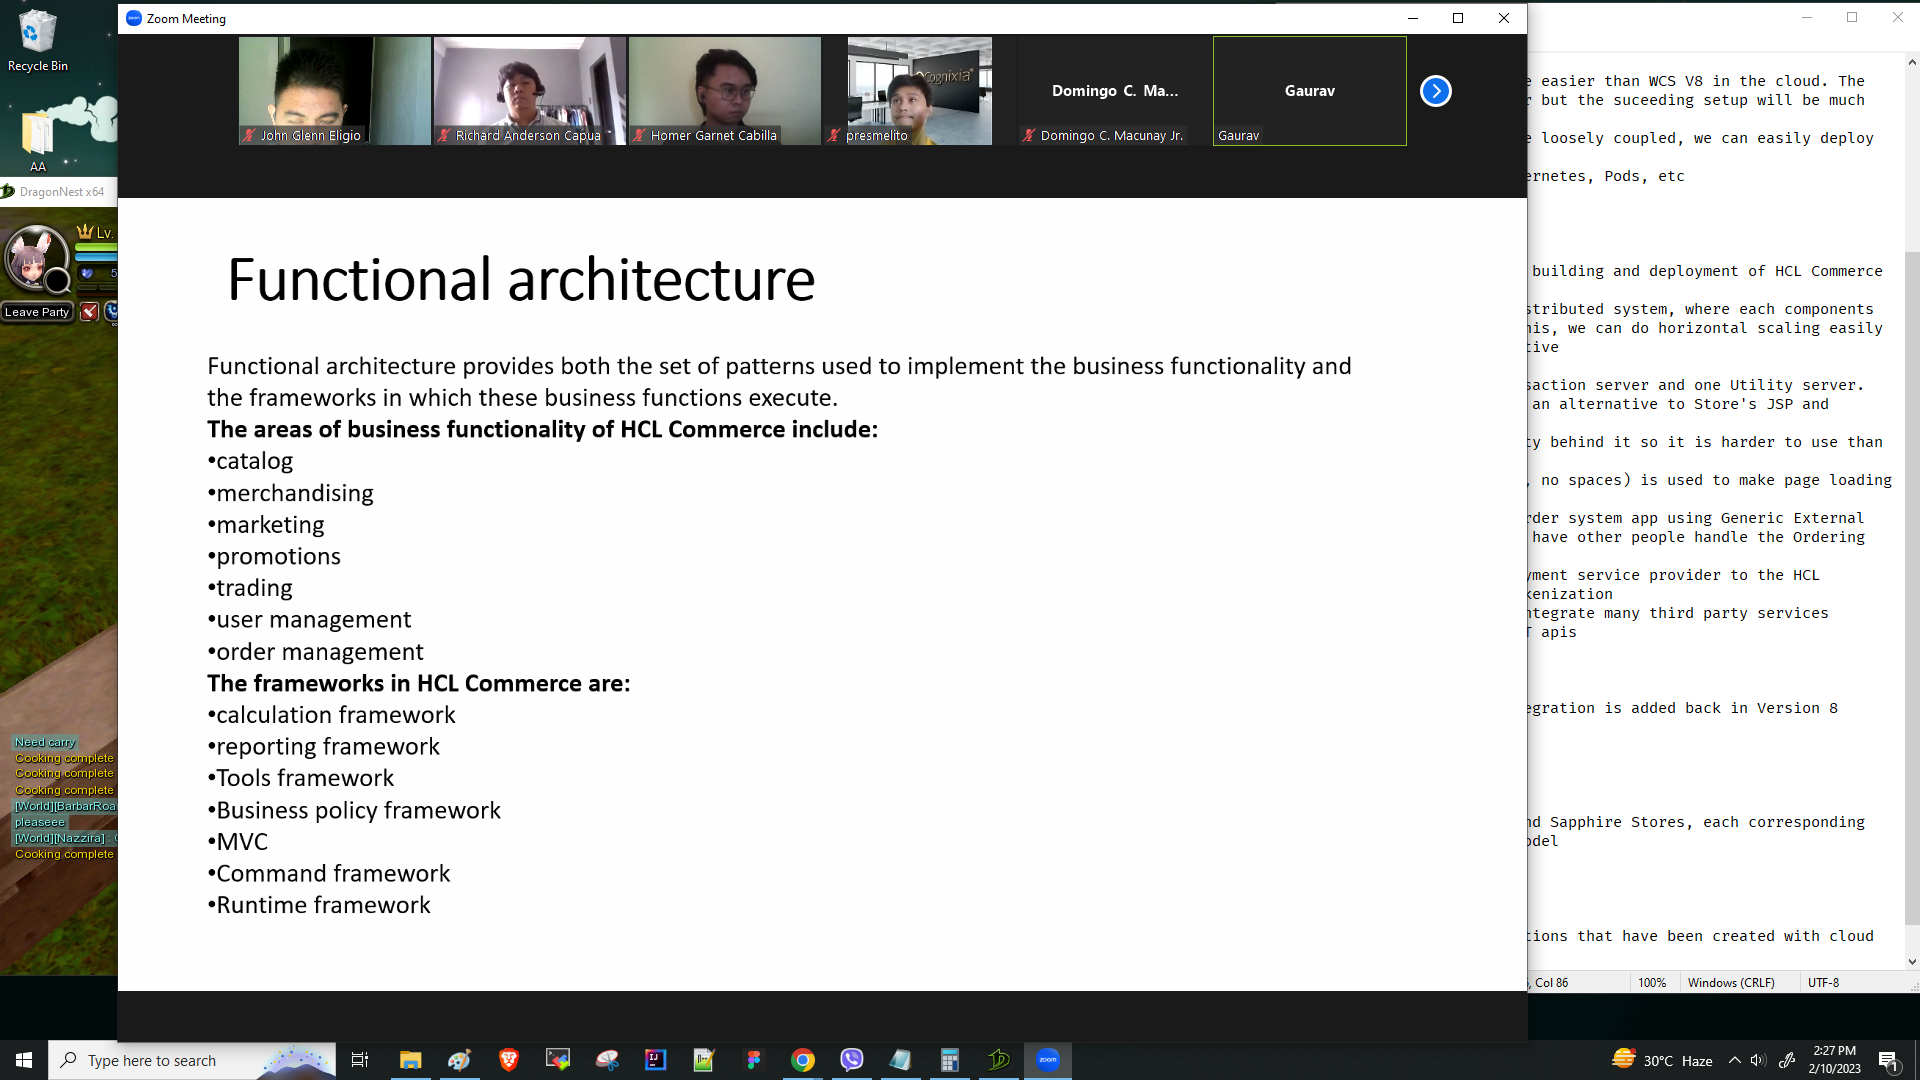 Recycle Bin
AA
DragonNest x64
Lv.
5
Leave Party
Need carry
Cooking complete
Cooking complete
Cooking complete
[World][BarbarRoa
pleaseee
[World][Nazzira] :
Cooking complete
Zoom Meeting
John Glenn Eligio
Richard Anderson Capua
Homer Garnet Cabilla
Cognixia
presmelito
Domingo C. Ma...
Domingo C. Macunay Jr.
Gaurav
Gaurav
Functional architecture
Functional architecture provides both the set of patterns used to implement the business functionality and
the frameworks in which these business functions execute.
The areas of business functionality of HCL Commerce include:
•catalog
•merchandising
•marketing
•promotions
•trading
•user management
•order management
The frameworks in HCL Commerce are:
•calculation framework
•reporting framework
•Tools framework
•Business policy framework
•MVC
•Command framework
•Runtime framework
e easier than WCS V8 in the cloud. The
r but the suceeding setup will be much
e loosely coupled, we can easily deploy
ernetes, Pods, etc
building and deployment of HCL Commerce
stributed system, where each components
his, we can do horizontal scaling easily
tive
saction server and one Utility server.
an alternative to Store's JSP and
ty behind it so it is harder to use than
, no spaces) is used to make page loading
rder system app using Generic External
have other people handle the Ordering
yment service provider to the HCL
kenization
ntegrate many third party services
T apis
egration is added back in Version 8
nd Sapphire Stores, each corresponding
odel
tions that have been created with cloud
, Col 86
100%
Windows (CRLF)
UTF-8
Type here to search
zoom
30°C Haze
2:27 PM
2/10/2023
1